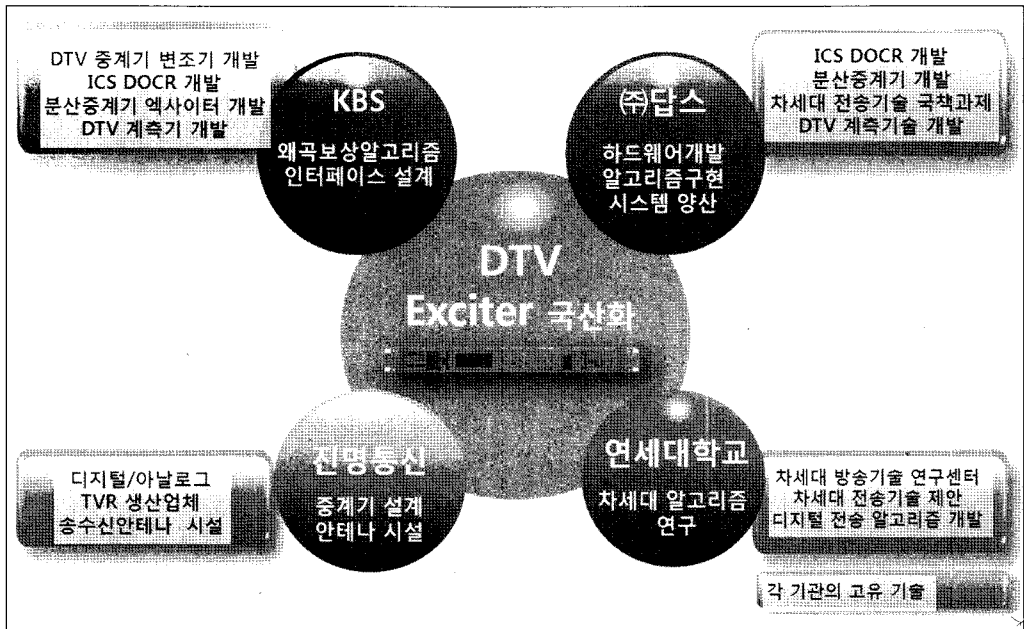 DTV 중계기 변조기 개발
ICS DOCR 개발
분산중계기 엑사이터 개발
DTV 계측기 개발
KBS
왜곡보상알고리즘
인터페이스 설계
㈜답스
하드웨어개발
알고리즘구현
시스템 양산
ICS DOCR 개발
분산중계기 개발
차세대 전송기술 국책과제
DTV 계측기술 개발
DTV
Exciter 국산화
디지털/아날로그
TVR 생산업체
송수신안테나 시설
신명통신
중계기 설계
안테나 시설
연세대학교
차세대 알고리즘
연구
차세대 방송기술 연구센터
차세대 전송기술 제안
디지털 전송 알고리즘 개발
각 기관의 고유 기술